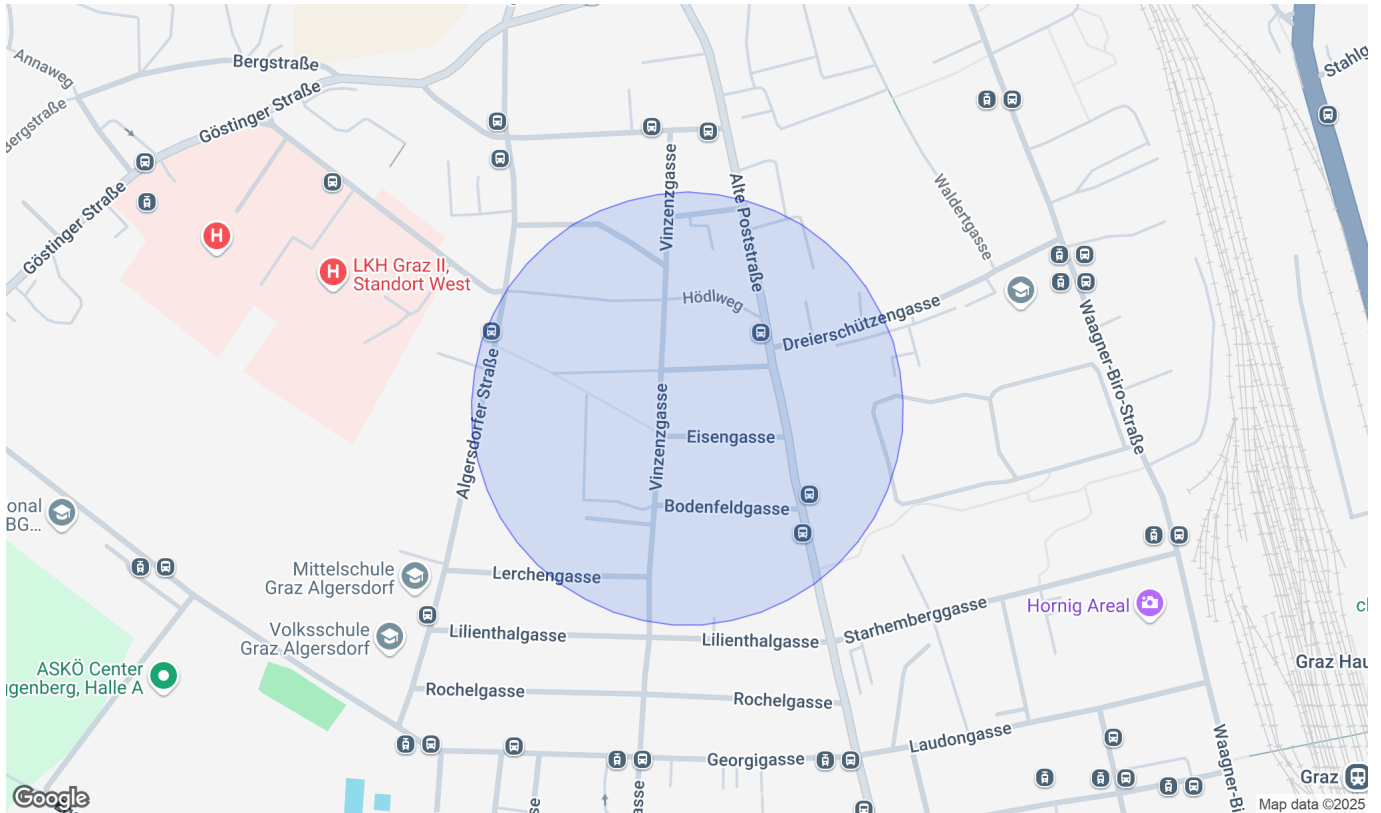 Annaweg
Bergstraße
Stahlg
Bergstraße
Göstinger Straße
Vinzenzgasse
Alte Poststraße
Waldertgasse
Göstinger Straße
H
H
LKH Graz II,
Standort West
Hödlweg
Dreierschützengasse
Waagner-Biro-Straße
Algersdorfer Straße
Vinzenzgasse
Eisengasse
Bodenfeldgasse
onal
BG...
Mittelschule
Graz Algersdorf
Lerchengasse
Hornig Areal
Starhemberggasse
Volksschule
Graz Algersdorf
Lilienthalgasse
Lilienthalgasse
ASKÖ Center
ggenberg, Halle A
Graz Hau
Rochelgasse
Rochelgasse
Laudongasse
Georgigasse
Waagner-Bi
Graz
sse
gasse
Google
Map data ©2025